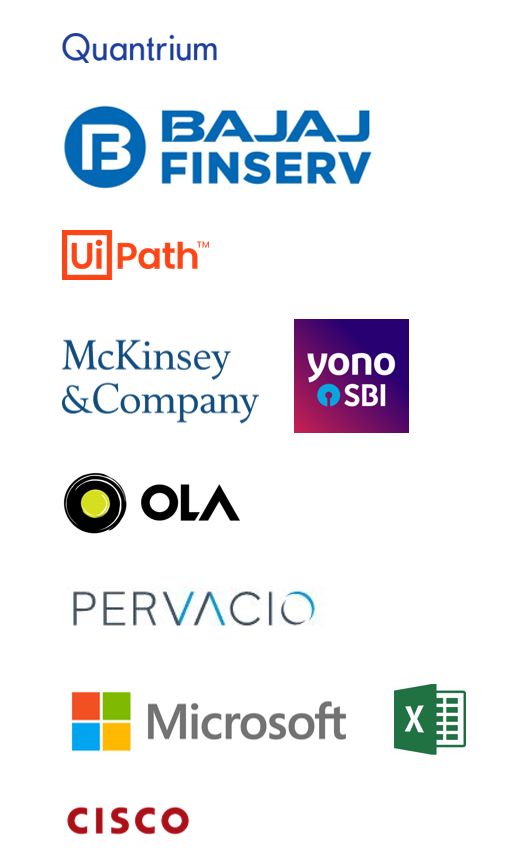 Quantrium
B BAJAJ
FINSERV
UiPath™
McKinsey
&Company
yono
SBI
OLA
PERVACIO
Microsoft
X
CISCO